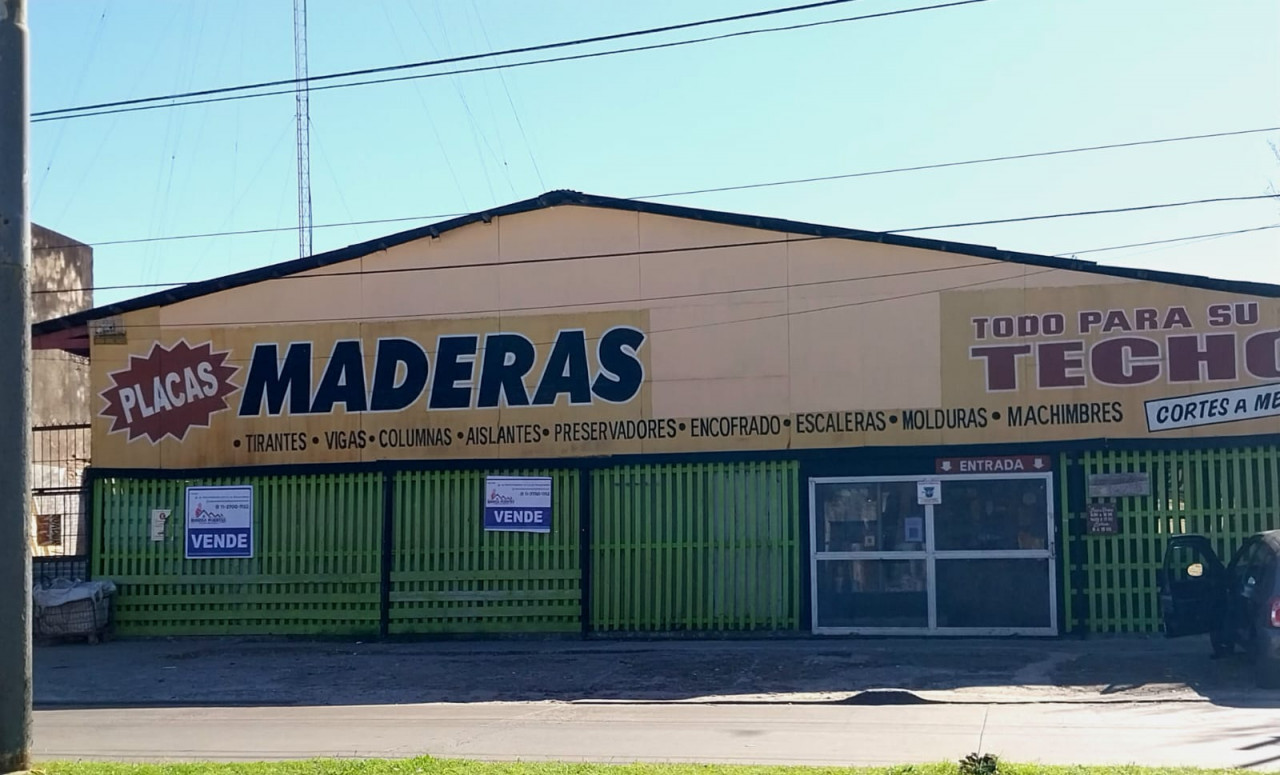 PLACAS
MADERAS
• TIRANTES • VIGAS • COLUMNAS • AISLANTES • PRESERVADORES • ENCOFRADO • ESCALERAS • MOLDURAS • MACHIMBRES
TODO PARA SU
TECHO
CORTES A ME
ENTRADA
VENDE
VENDE